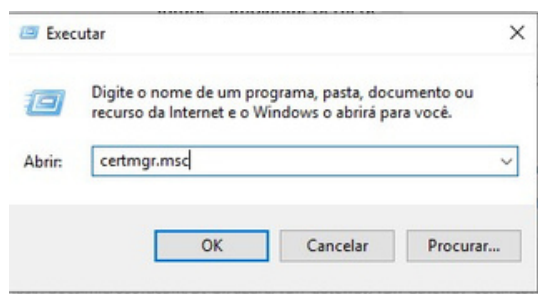 Executar
Digite o nome de um programa, pasta, documento ou
recurso da Internet e o Windows o abrirá para você.
Abrir: certmgr.msc
OK Cancelar Procurar...